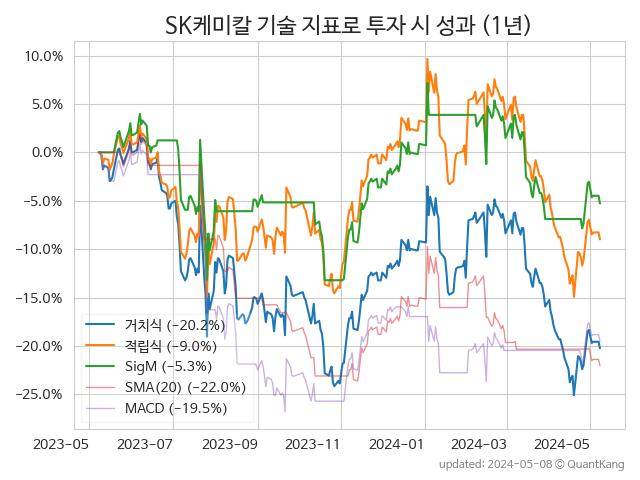 SK케미칼 기술 지표로 투자 시 성과 (1년)
10.0%
5.0%
0.0%
−5.0%
−10.0%
−15.0%
−20.0%
−25.0%
거치식 (−20.2%)
적립식 (−9.0%)
SigM (−5.3%)
SMA(20) (−22.0%)
MACD (−19.5%)
2023-05 2023-07 2023-09 2023-11 2024-01 2024-03 2024-05
updated: 2024-05-08 © QuantKang